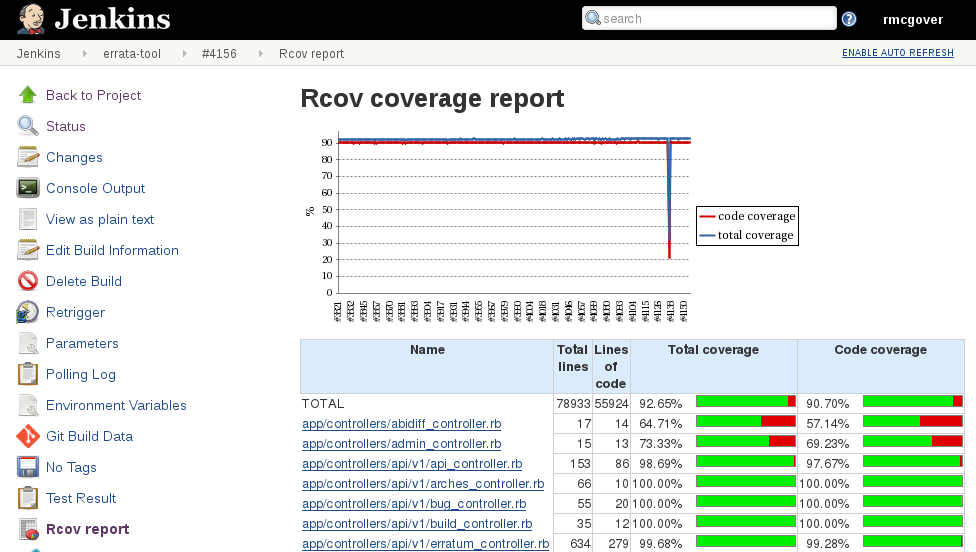 Jenkins
search
rmcgover
Jenkins
errata-tool
#4156
Rcov report
ENABLE AUTO REFRESH
Back to Project
Status
Changes
Console Output
View as plain text
Edit Build Information
Delete Build
Retrigger
Parameters
Polling Log
Environment Variables
Git Build Data
No Tags
Test Result
Rcov report
Rcov coverage report
90
80
70
60
50
40
30
20
10
0
%
code coverage
total coverage
Name Total lines Lines of code Total coverage Code coverage
TOTAL 78933 55924 92.65% 90.70%
app/controllers/abidiff_controller.rb 17 14 64.71% 57.14%
app/controllers/admin_controller.rb 15 13 73.33% 69.23%
app/controllers/api/v1/api_controller.rb 153 86 98.69% 97.67%
app/controllers/api/v1/arches_controller.rb 66 10 100.00% 100.00%
app/controllers/api/v1/bug_controller.rb 55 20 100.00% 100.00%
app/controllers/api/v1/build_controller.rb 35 12 100.00% 100.00%
app/controllers/api/v1/erratum_controller.rb 634 279 99.68% 99.28%